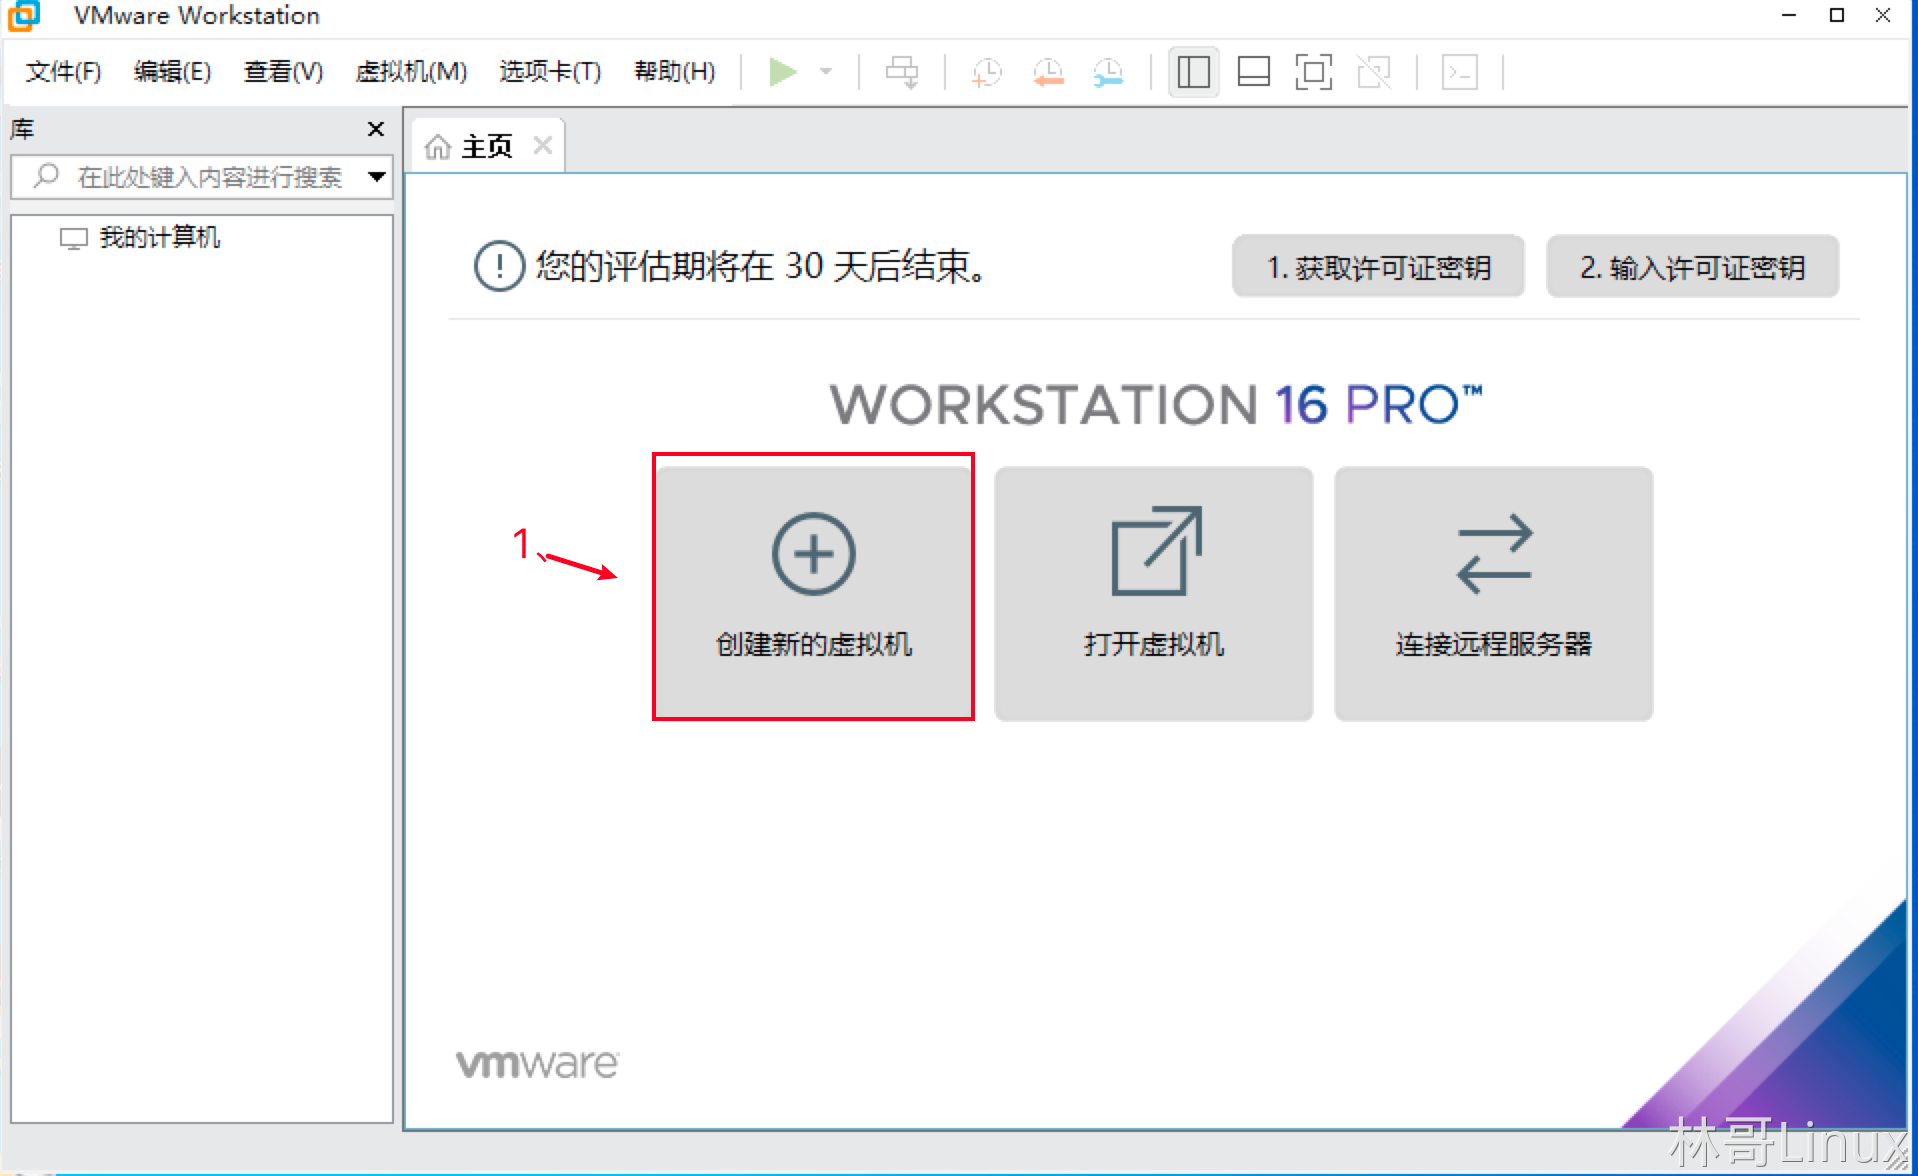 VMware Workstation
文件(F) 编辑(E) 查看(V) 虚拟机(M) 选项卡(T) 帮助(H)
库
在此处键入内容进行搜索
我的计算机
主页
您的评估期将在 30 天后结束。
1. 获取许可证密钥
2. 输入许可证密钥
WORKSTATION 16 PRO™
1、
创建新的虚拟机
打开虚拟机
连接远程服务器
vmware
林哥Linux